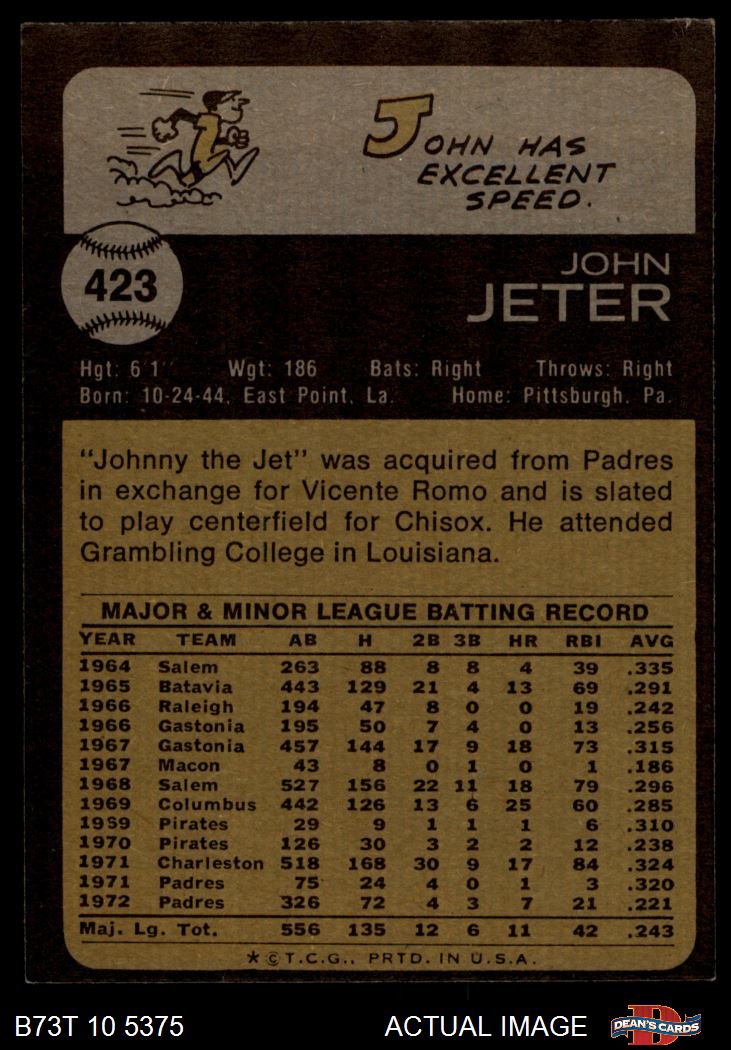 JOHN HAS
EXCELLENT
SPEED.
423
JOHN
JETER
Hgt: 6'1" Wgt: 186 Bats: Right Throws: Right
Born: 10-24-44, East Point, La. Home: Pittsburgh, Pa.
"Johnny the Jet" was acquired from Padres
in exchange for Vicente Romo and is slated
to play centerfield for Chisox. He attended
Grambling College in Louisiana.
MAJOR & MINOR LEAGUE BATTING RECORD
YEAR TEAM AB H 2B 3B HR RBI AVG
1964 Salem 263 88 8 8 4 39 .335
1965 Batavia 443 129 21 4 13 69 .291
1966 Raleigh 194 47 8 0 0 19 .242
1966 Gastonia 195 50 7 4 0 13 .256
1967 Gastonia 457 144 17 9 18 73 .315
1967 Macon 43 8 0 1 0 1 .186
1968 Salem 527 156 22 11 18 79 .296
1969 Columbus 442 126 13 6 25 60 .285
1969 Pirates 29 9 1 1 1 6 .310
1970 Pirates 126 30 3 2 2 12 .238
1971 Charleston 518 168 30 9 17 84 .324
1971 Padres 75 24 4 0 1 3 .320
1972 Padres 326 72 4 3 7 21 .221
Maj. Lg. Tot. 556 135 12 6 11 42 .243
* © T.C.G., PRTD. IN U.S.A.
B73T 10 5375 ACTUAL IMAGE DEAN'S CARDS